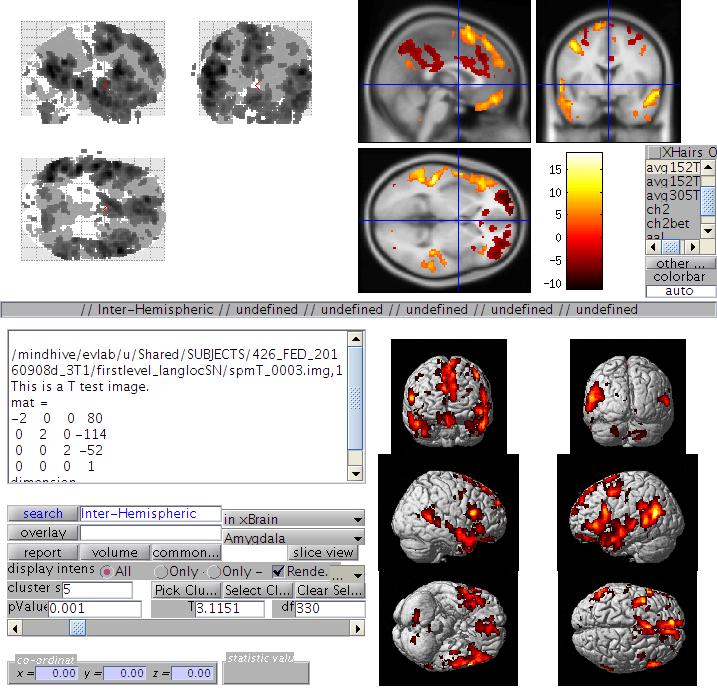 15
10
5
0
-5
-10
XHairs O
avg152T
avg152T
avg305T
ch2
ch2bet
aal
other ...
colorbar
auto
// Inter-Hemispheric // undefined // undefined // undefined // undefined // undefined
/mindhive/evlab/u/Shared/SUBJECTS/426_FED_201
60908d_3T1/firstlevel_langlocSN/spmT_0003.img,1
This is a T test image.
mat =
-2 0 0 80
0 2 0 -114
0 0 2 -52
0 0 0 1
dimension
search Inter-Hemispheric in xBrain
overlay Amygdala
report volume common... slice view
display intens All Only + Only - Rende. ...
cluster s 5 Pick Clu... Select Cl... Clear Sel...
pValue 0.001 T 3.1151 df 330
co-ordinat statistic valu
x = 0.00 y = 0.00 z = 0.00